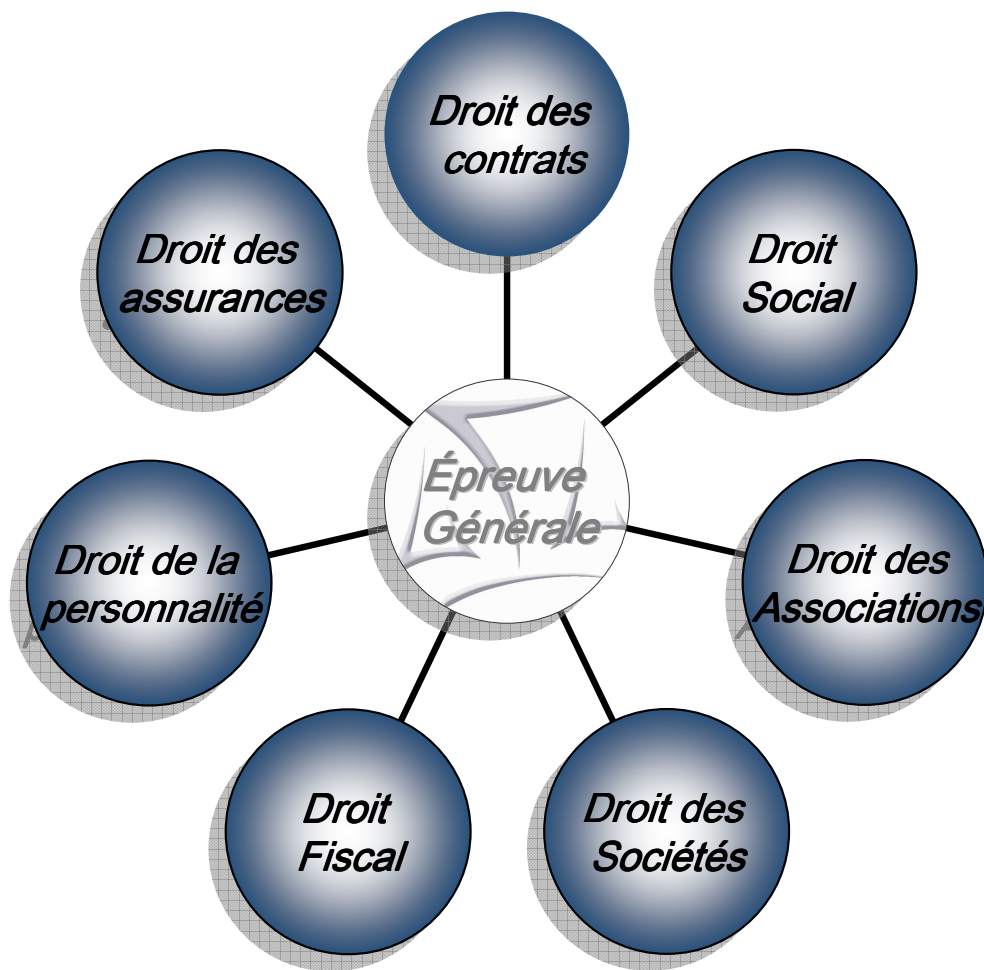 Droit des
contrats
Droit des
assurances
Droit
Social
Épreuve
Générale
Droit de la
personnalité
Droit des
Associations
Droit
Fiscal
Droit des
Sociétés